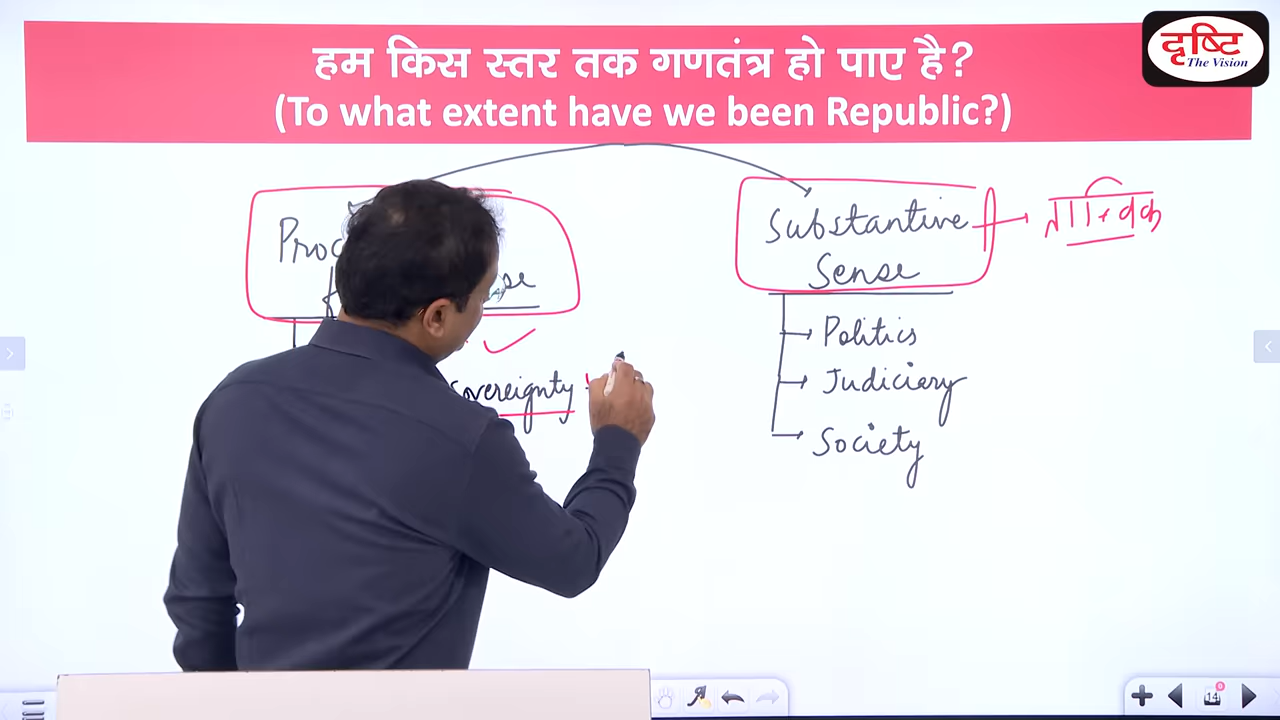 हम किस स्तर तक गणतंत्र हो पाए है?
(To what extent have we been Republic?)
दृष्टि
The Vision
Substantive
Sense
Politics
Judiciary
Society
sovereignty
14